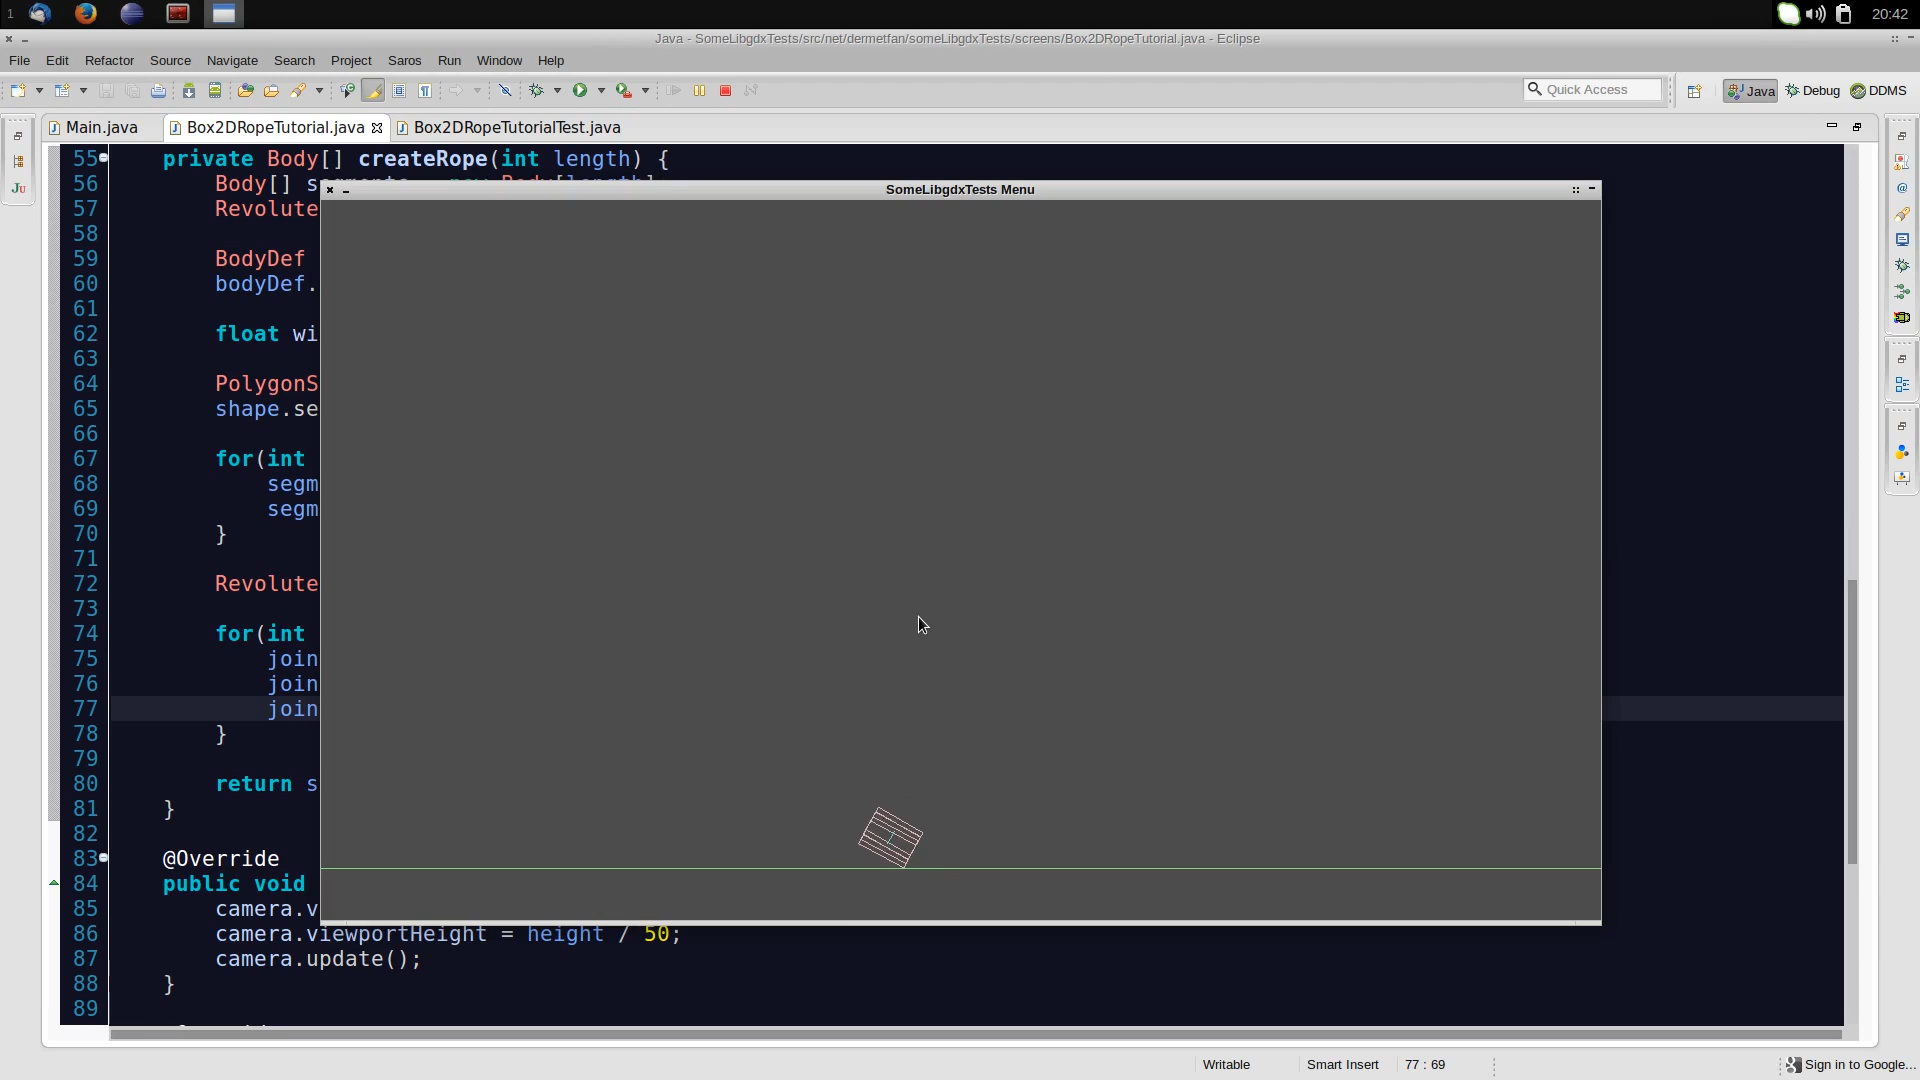 1
20:42
Java - SomeLibgdxTests/src/net/dermetfan/someLibgdxTests/screens/Box2DRopeTutorial.java - Eclipse
File Edit Refactor Source Navigate Search Project Saros Run Window Help
Quick Access
Java Debug DDMS
Main.java Box2DRopeTutorial.java Box2DRopeTutorialTest.java
55 private Body[] createRope(int length) {
56 Body[] segments = new Body[length];
SomeLibgdxTests Menu
57 Revolute
58
59 BodyDef
60 bodyDef.
61
62 float wi
63
64 PolygonS
65 shape.se
66
67 for(int
68 segm
69 segm
70 }
71
72 Revolute
73
74 for(int
75 join
76 join
77 join
78 }
79
80 return s
81 }
82
83 @Override
84 public void
85 camera.v
86 camera.viewportHeight = height / 50;
87 camera.update();
88 }
89
Writable Smart Insert 77 : 69 Sign in to Google...